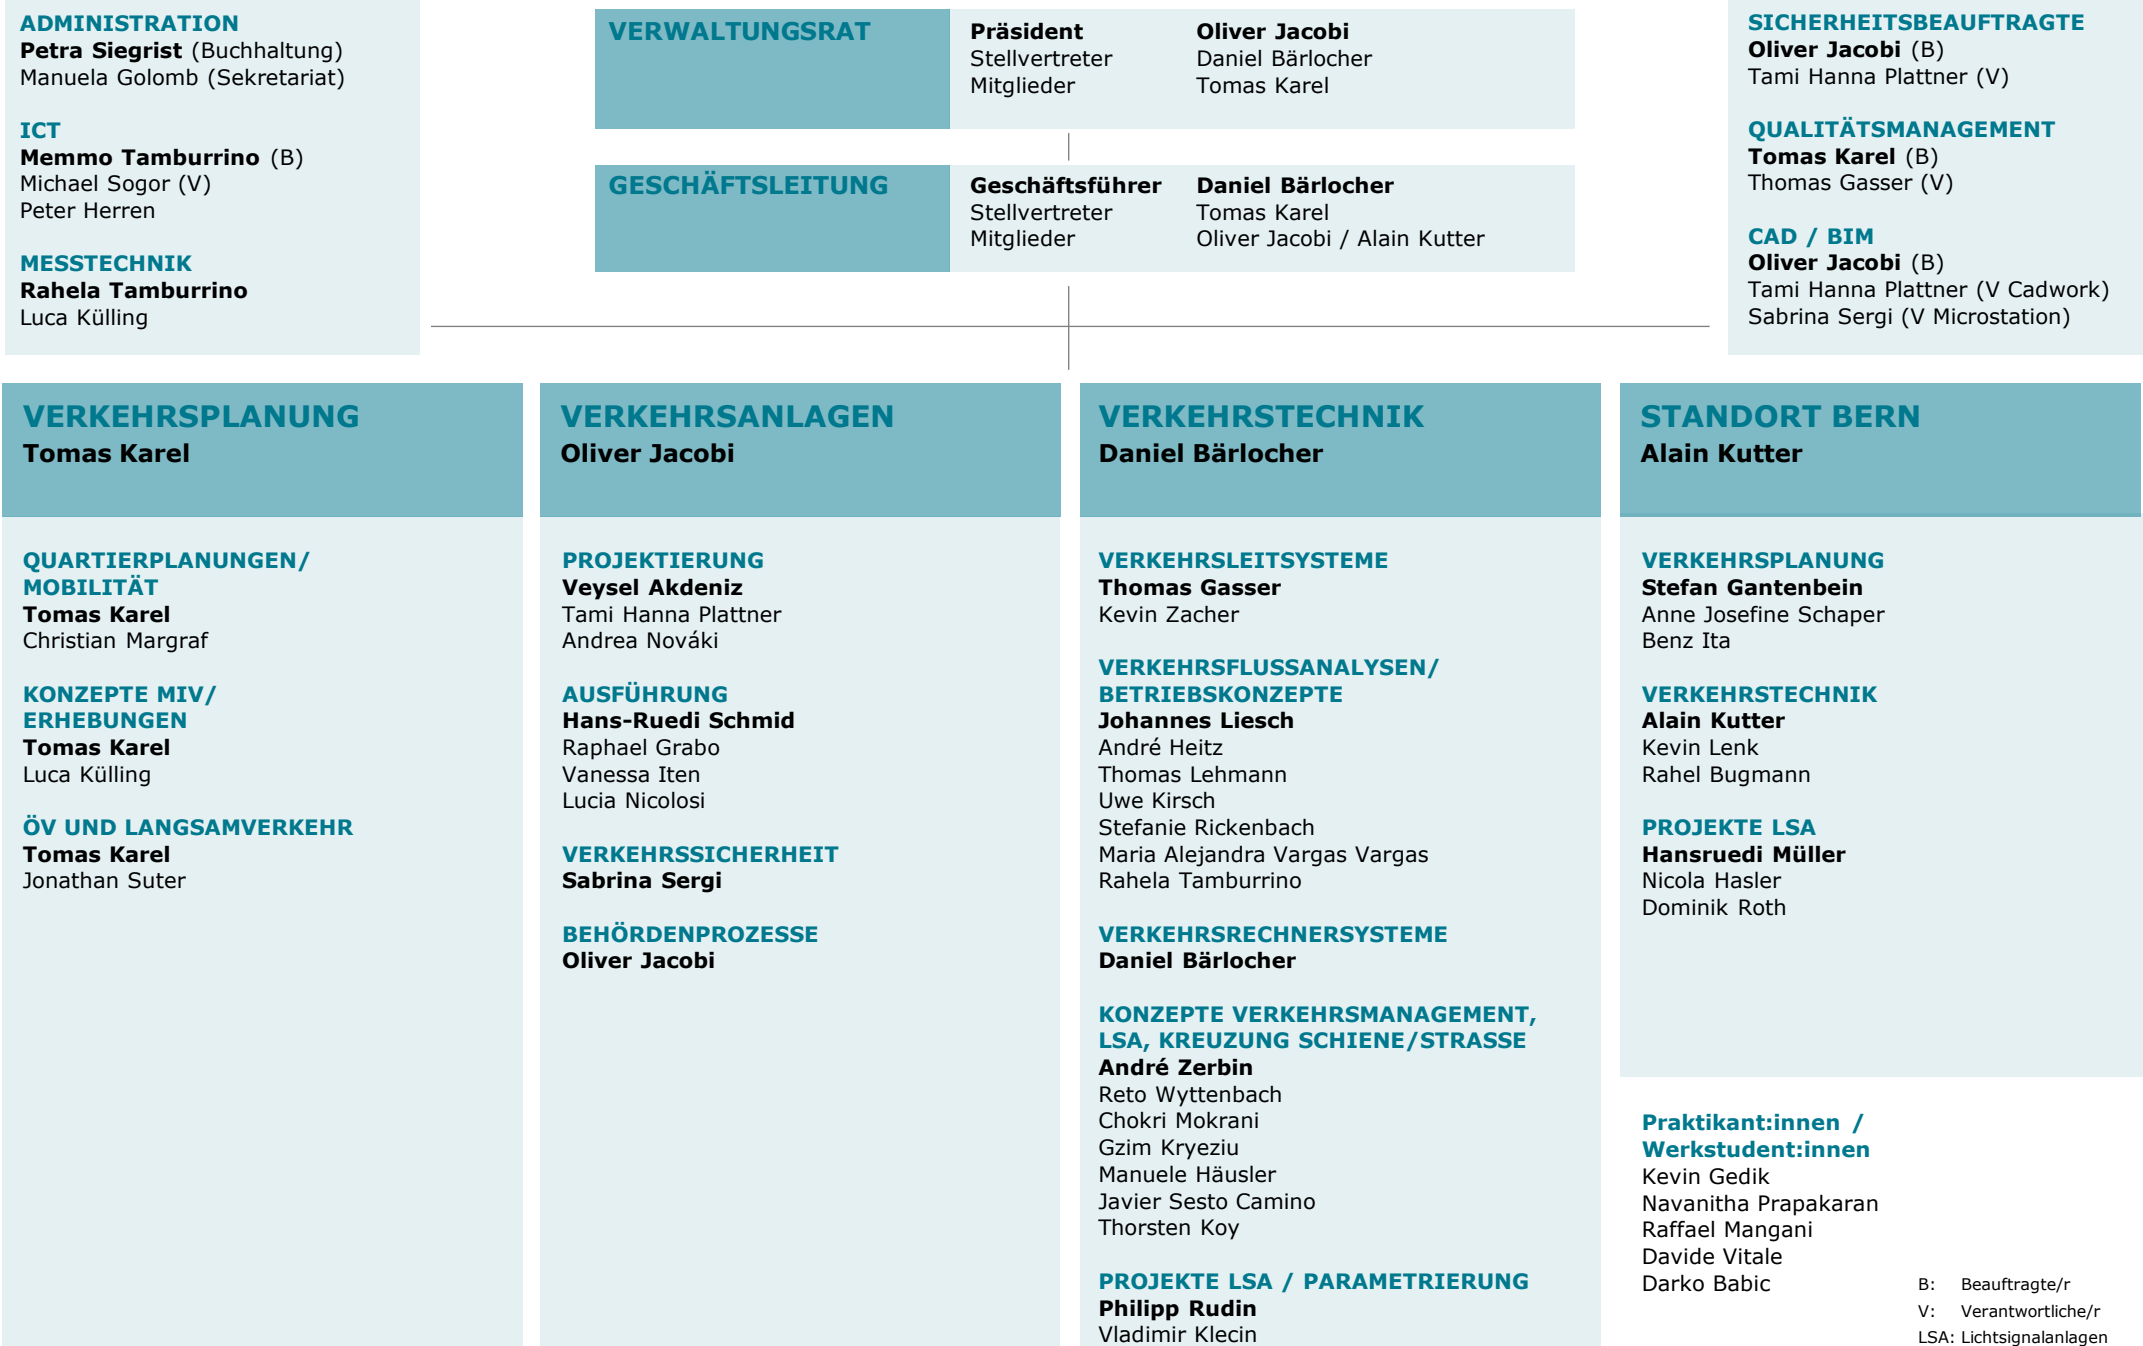 ADMINISTRATION
Petra Siegrist (Buchhaltung)
Manuela Golomb (Sekretariat)
ICT
Memmo Tamburrino (B)
Michael Sogor (V)
Peter Herren
MESSTECHNIK
Rahela Tamburrino
Luca Külling
VERWALTUNGSRAT
Präsident Oliver Jacobi
Stellvertreter Daniel Bärlocher
Mitglieder Tomas Karel
GESCHÄFTSLEITUNG
Geschäftsführer Daniel Bärlocher
Stellvertreter Tomas Karel
Mitglieder Oliver Jacobi / Alain Kutter
SICHERHEITSBEAUFTRAGTE
Oliver Jacobi (B)
Tami Hanna Plattner (V)
QUALITÄTSMANAGEMENT
Tomas Karel (B)
Thomas Gasser (V)
CAD / BIM
Oliver Jacobi (B)
Tami Hanna Plattner (V Cadwork)
Sabrina Sergi (V Microstation)
VERKEHRSPLANUNG
Tomas Karel
QUARTIERPLANUNGEN/
MOBILITÄT
Tomas Karel
Christian Margraf
KONZEPTE MIV/
ERHEBUNGEN
Tomas Karel
Luca Külling
ÖV UND LANGSAMVERKEHR
Tomas Karel
Jonathan Suter
VERKEHRSANLAGEN
Oliver Jacobi
PROJEKTIERUNG
Veysel Akdeniz
Tami Hanna Plattner
Andrea Nováki
AUSFÜHRUNG
Hans-Ruedi Schmid
Raphael Grabo
Vanessa Iten
Lucia Nicolosi
VERKEHRSSICHERHEIT
Sabrina Sergi
BEHÖRDENPROZESSE
Oliver Jacobi
VERKEHRSTECHNIK
Daniel Bärlocher
VERKEHRSLEITSYSTEME
Thomas Gasser
Kevin Zacher
VERKEHRSFLUSSANALYSEN/
BETRIEBSKONZEPTE
Johannes Liesch
André Heitz
Thomas Lehmann
Uwe Kirsch
Stefanie Rickenbach
Maria Alejandra Vargas Vargas
Rahela Tamburrino
VERKEHRSRECHNERSYSTEME
Daniel Bärlocher
KONZEPTE VERKEHRSMANAGEMENT,
LSA, KREUZUNG SCHIENE/STRASSE
André Zerbin
Reto Wyttenbach
Chokri Mokrani
Gzim Kryeziu
Manuele Häusler
Javier Sesto Camino
Thorsten Koy
PROJEKTE LSA / PARAMETRIERUNG
Philipp Rudin
Vladimir Klecin
STANDORT BERN
Alain Kutter
VERKEHRSPLANUNG
Stefan Gantenbein
Anne Josefine Schaper
Benz Ita
VERKEHRSTECHNIK
Alain Kutter
Kevin Lenk
Rahel Bugmann
PROJEKTE LSA
Hansruedi Müller
Nicola Hasler
Dominik Roth
Praktikant:innen /
Werkstudent:innen
Kevin Gedik
Navanitha Prapakaran
Raffael Mangani
Davide Vitale
Darko Babic
B: Beauftragte/r
V: Verantwortliche/r
LSA: Lichtsignalanlagen